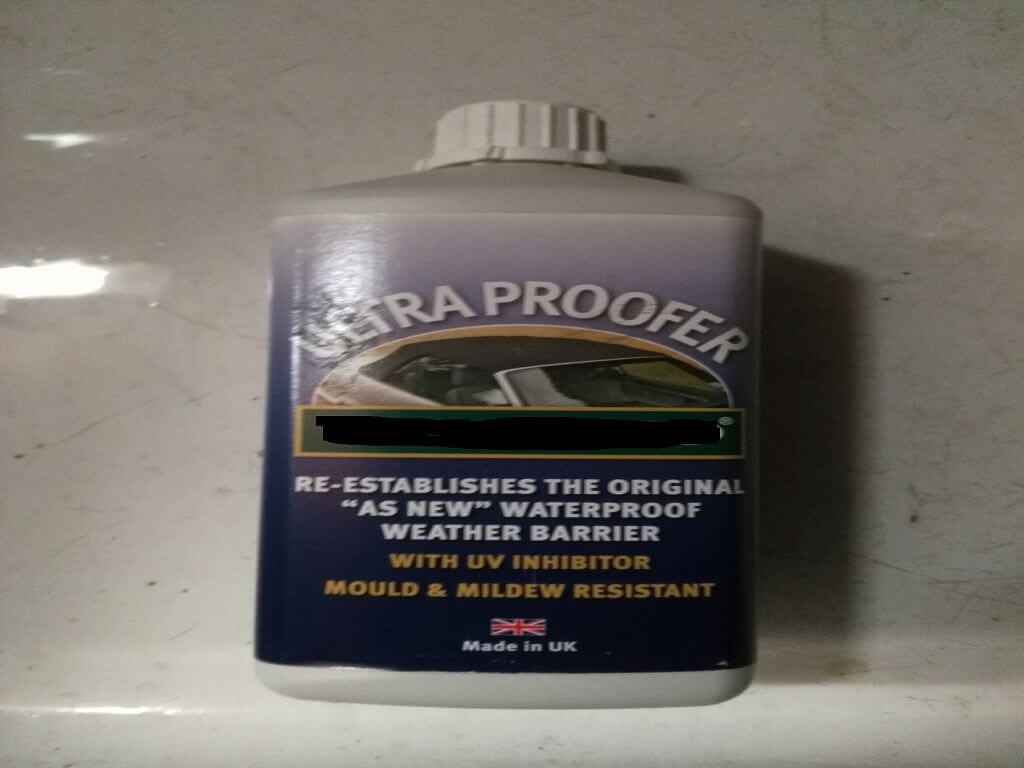 ULTRA PROOFER
®
RE-ESTABLISHES THE ORIGINAL
“AS NEW” WATERPROOF
WEATHER BARRIER
WITH UV INHIBITOR
MOULD & MILDEW RESISTANT
Made in UK